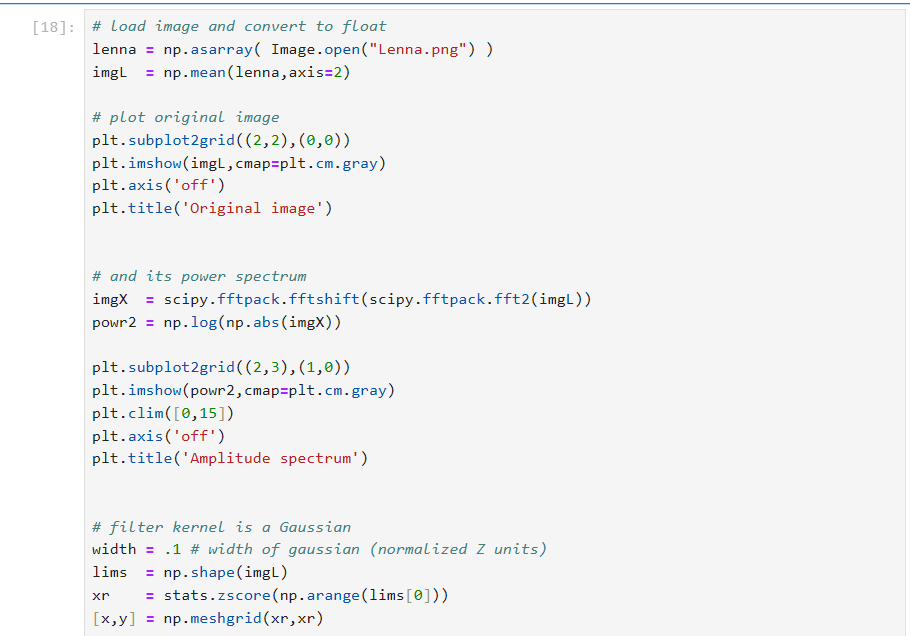 [18]: # load image and convert to float
lenna = np.asarray( Image.open("Lenna.png") )
imgL  = np.mean(lenna,axis=2)

# plot original image
plt.subplot2grid((2,2),(0,0))
plt.imshow(imgL,cmap=plt.cm.gray)
plt.axis('off')
plt.title('Original image')


# and its power spectrum
imgX  = scipy.fftpack.fftshift(scipy.fftpack.fft2(imgL))
powr2 = np.log(np.abs(imgX))

plt.subplot2grid((2,3),(1,0))
plt.imshow(powr2,cmap=plt.cm.gray)
plt.clim([0,15])
plt.axis('off')
plt.title('Amplitude spectrum')


# filter kernel is a Gaussian
width = .1 # width of gaussian (normalized Z units)
lims  = np.shape(imgL)
xr    = stats.zscore(np.arange(lims[0]))
[x,y] = np.meshgrid(xr,xr)